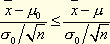 x̄ − μ₀ / σ₀/√n ≤ x̄ − μ / σ₀/√n